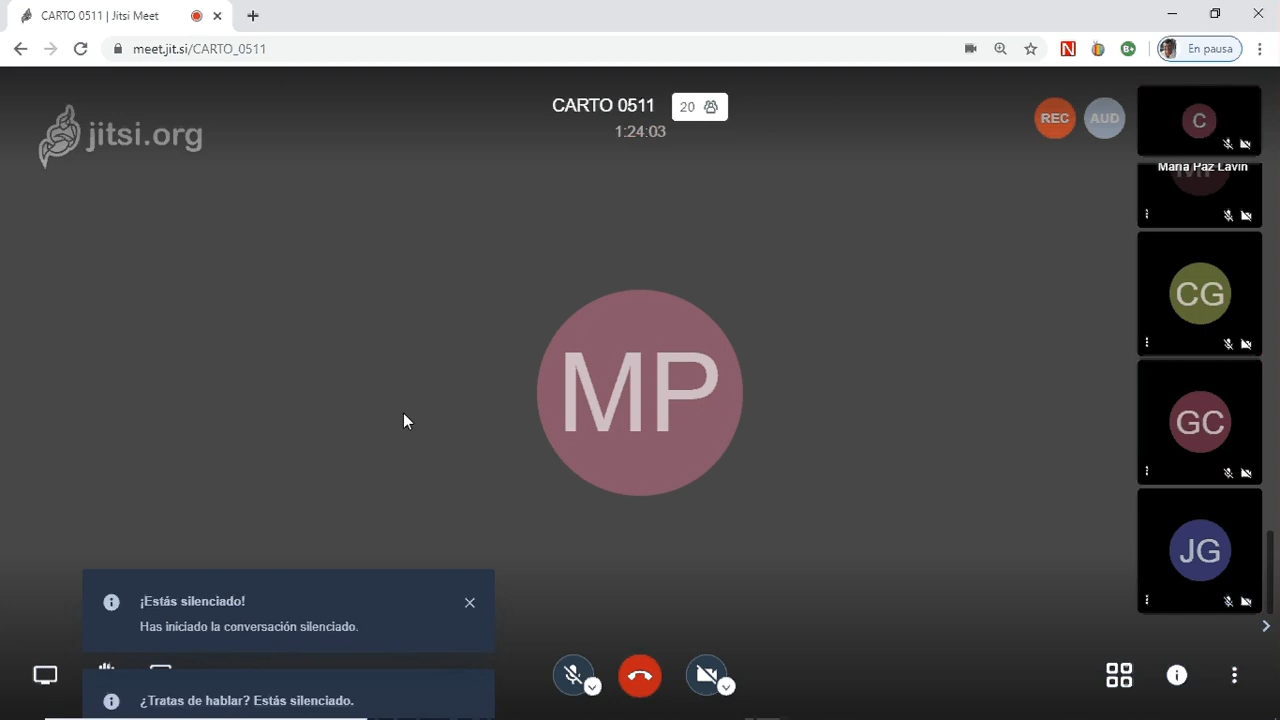 CARTO 0511 | Jitsi Meet
meet.jit.si/CARTO_0511
N
B+
En pausa
jitsi.org
CARTO 0511
20
1:24:03
REC
AUD
C
Maria Paz Lavin
MP
CG
GC
JG
MP
¡Estás silenciado!
Has iniciado la conversación silenciado.
¿Tratas de hablar? Estás silenciado.